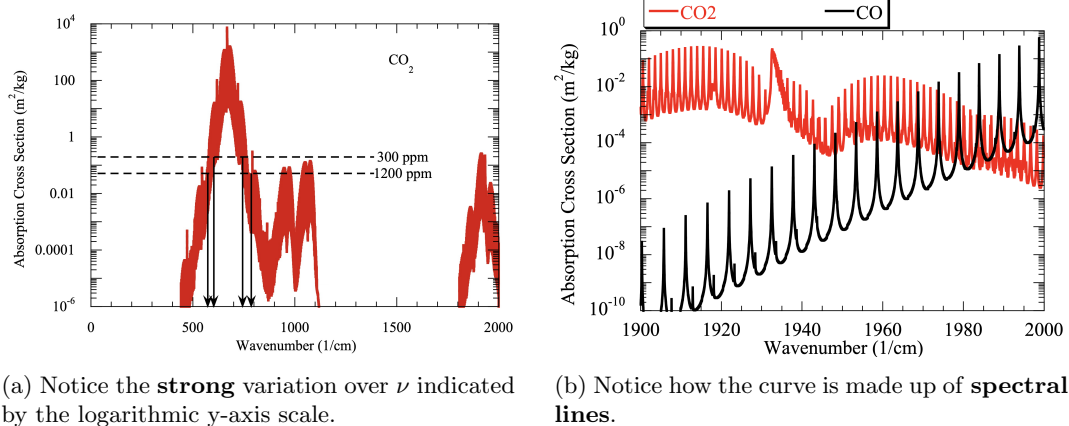 CO2 CO
10^4
100
1
0.01
0.0001
10^-6
Absorption Cross Section (m^2/kg)
CO_2
300 ppm
1200 ppm
0 500 1000 1500 2000
Wavenumber (1/cm)
10^0
10^-2
10^-4
10^-6
10^-8
10^-10
Absorption Cross Section (m^2/kg)
1900 1920 1940 1960 1980 2000
Wavenumber (1/cm)
(a) Notice the strong variation over ν indicated
by the logarithmic y-axis scale.
(b) Notice how the curve is made up of spectral
lines.